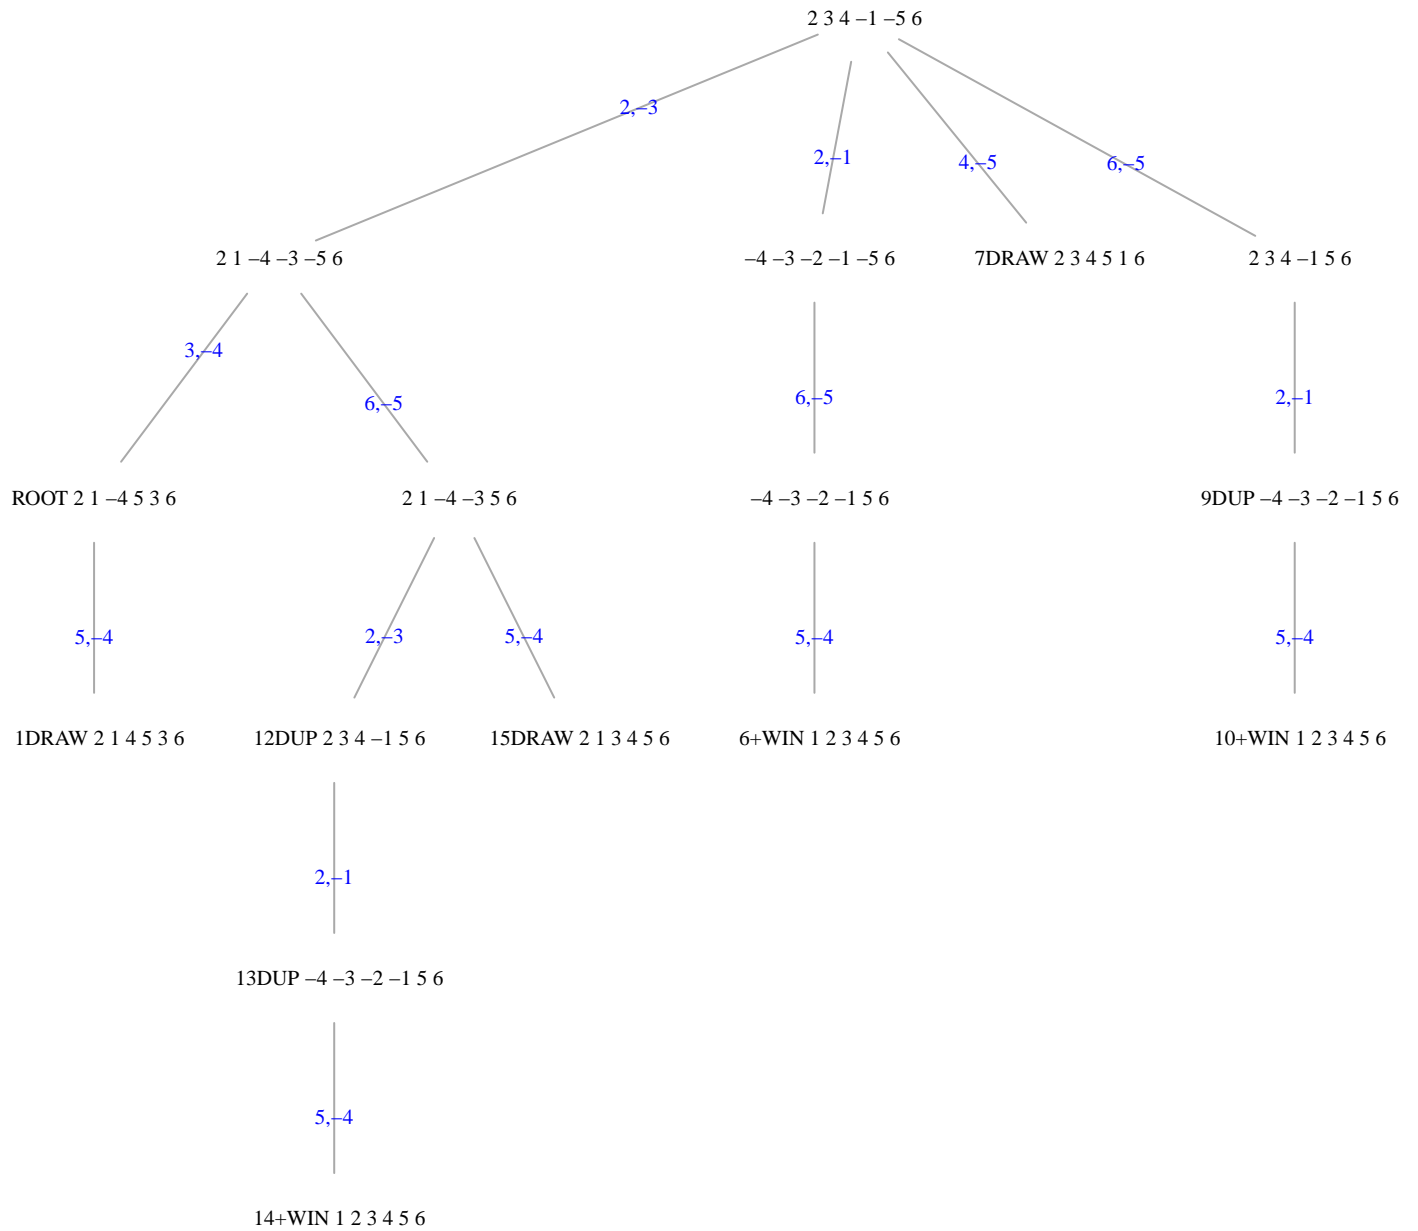 2 3 4 –1 –5 6
2,–3
2,–1
4,–5
6,–5
2 1 –4 –3 –5 6
–4 –3 –2 –1 –5 6
7DRAW 2 3 4 5 1 6
2 3 4 –1 5 6
3,–4
6,–5
6,–5
2,–1
ROOT 2 1 –4 5 3 6
2 1 –4 –3 5 6
–4 –3 –2 –1 5 6
9DUP –4 –3 –2 –1 5 6
5,–4
2,–3
5,–4
5,–4
5,–4
1DRAW 2 1 4 5 3 6
12DUP 2 3 4 –1 5 6
15DRAW 2 1 3 4 5 6
6+WIN 1 2 3 4 5 6
10+WIN 1 2 3 4 5 6
2,–1
13DUP –4 –3 –2 –1 5 6
5,–4
14+WIN 1 2 3 4 5 6